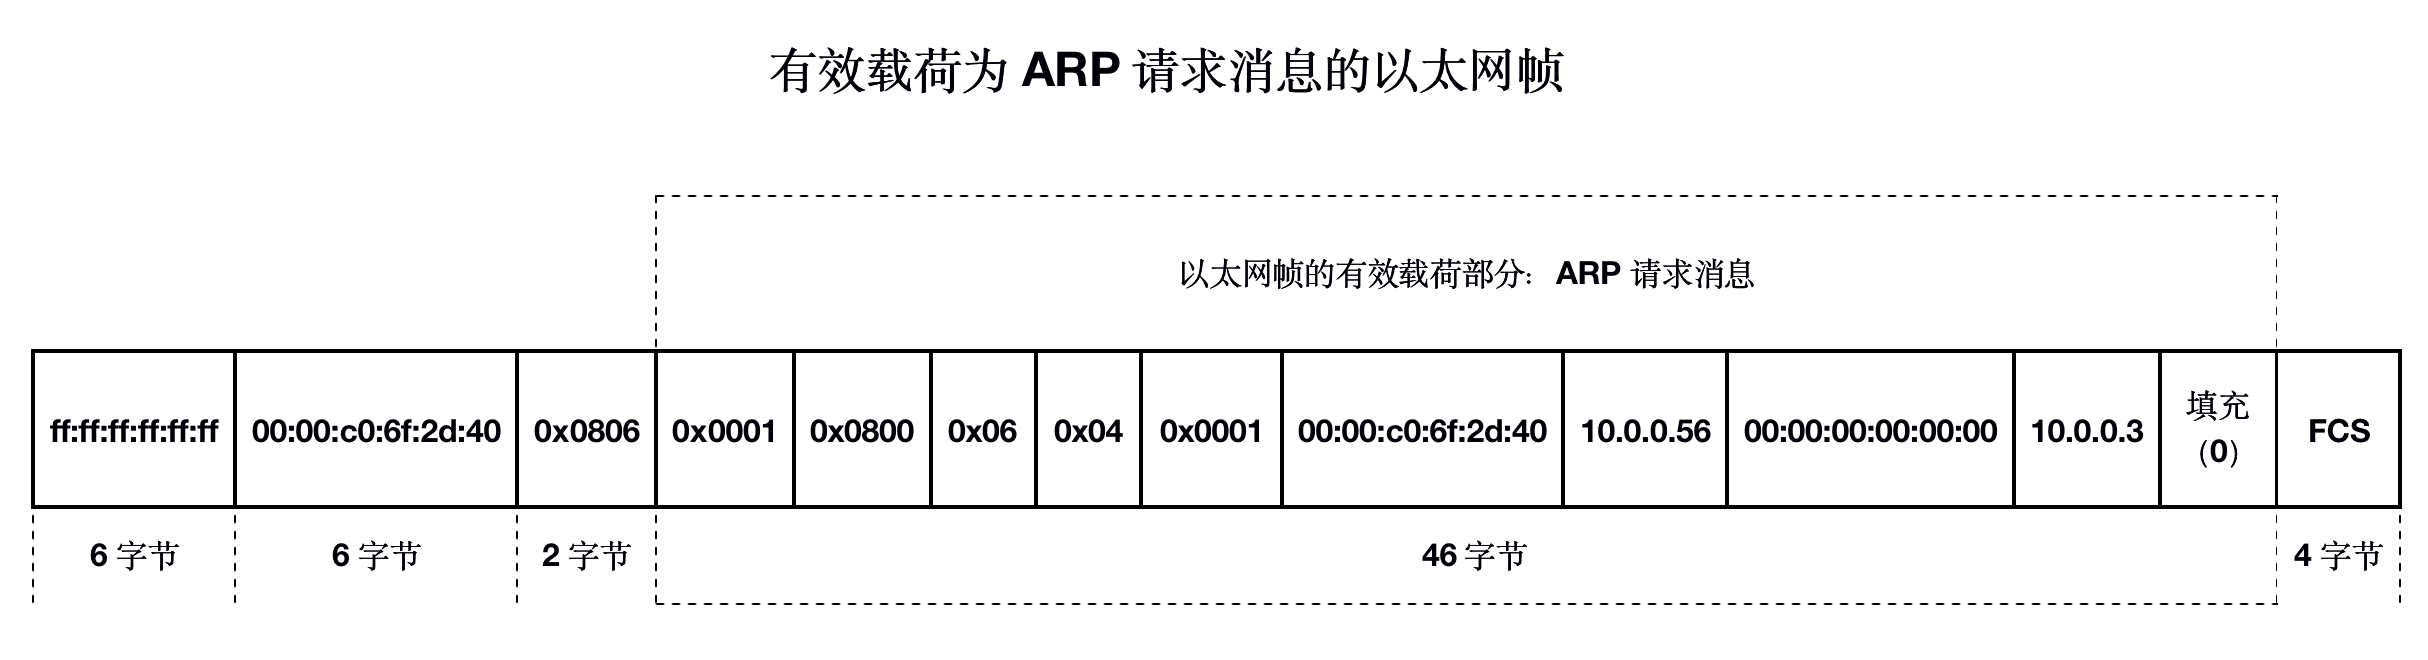 有效载荷为 ARP 请求消息的以太网帧
以太网帧的有效载荷部分：ARP 请求消息
ff:ff:ff:ff:ff:ff 00:00:c0:6f:2d:40 0x0806 0x0001 0x0800 0x06 0x04 0x0001 00:00:c0:6f:2d:40 10.0.0.56 00:00:00:00:00:00 10.0.0.3 填充 FCS
（0）
6 字节 6 字节 2 字节 46 字节 4 字节